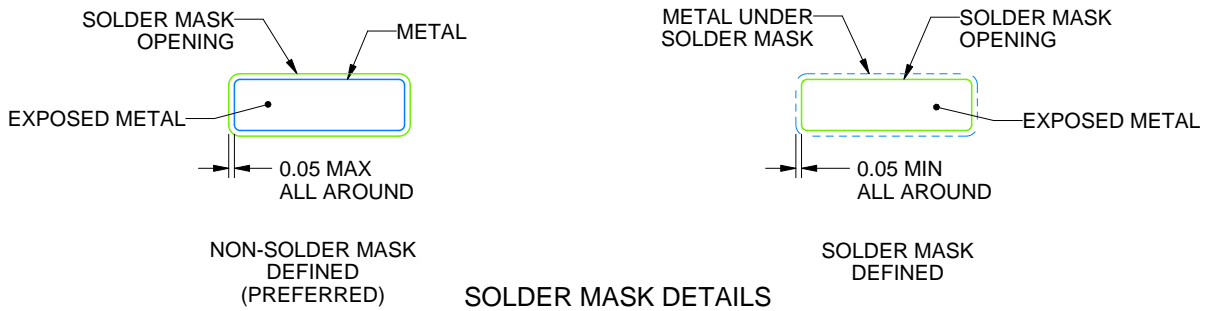 SOLDER MASK
OPENING
METAL
EXPOSED METAL
0.05 MAX
ALL AROUND
NON-SOLDER MASK
DEFINED
(PREFERRED)
METAL UNDER
SOLDER MASK
SOLDER MASK
OPENING
EXPOSED METAL
0.05 MIN
ALL AROUND
SOLDER MASK
DEFINED
SOLDER MASK DETAILS